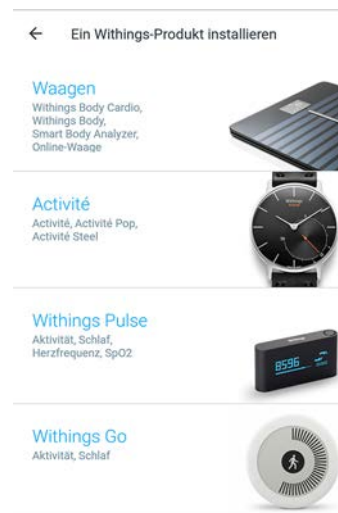 Ein Withings-Produkt installieren
Waagen
Withings Body Cardio,
Withings Body,
Smart Body Analyzer,
Online-Waage
Activité
Activité, Activité Pop,
Activité Steel
Withings Pulse
Aktivität, Schlaf,
Herzfrequenz, SpO2
8596
Withings Go
Aktivität, Schlaf